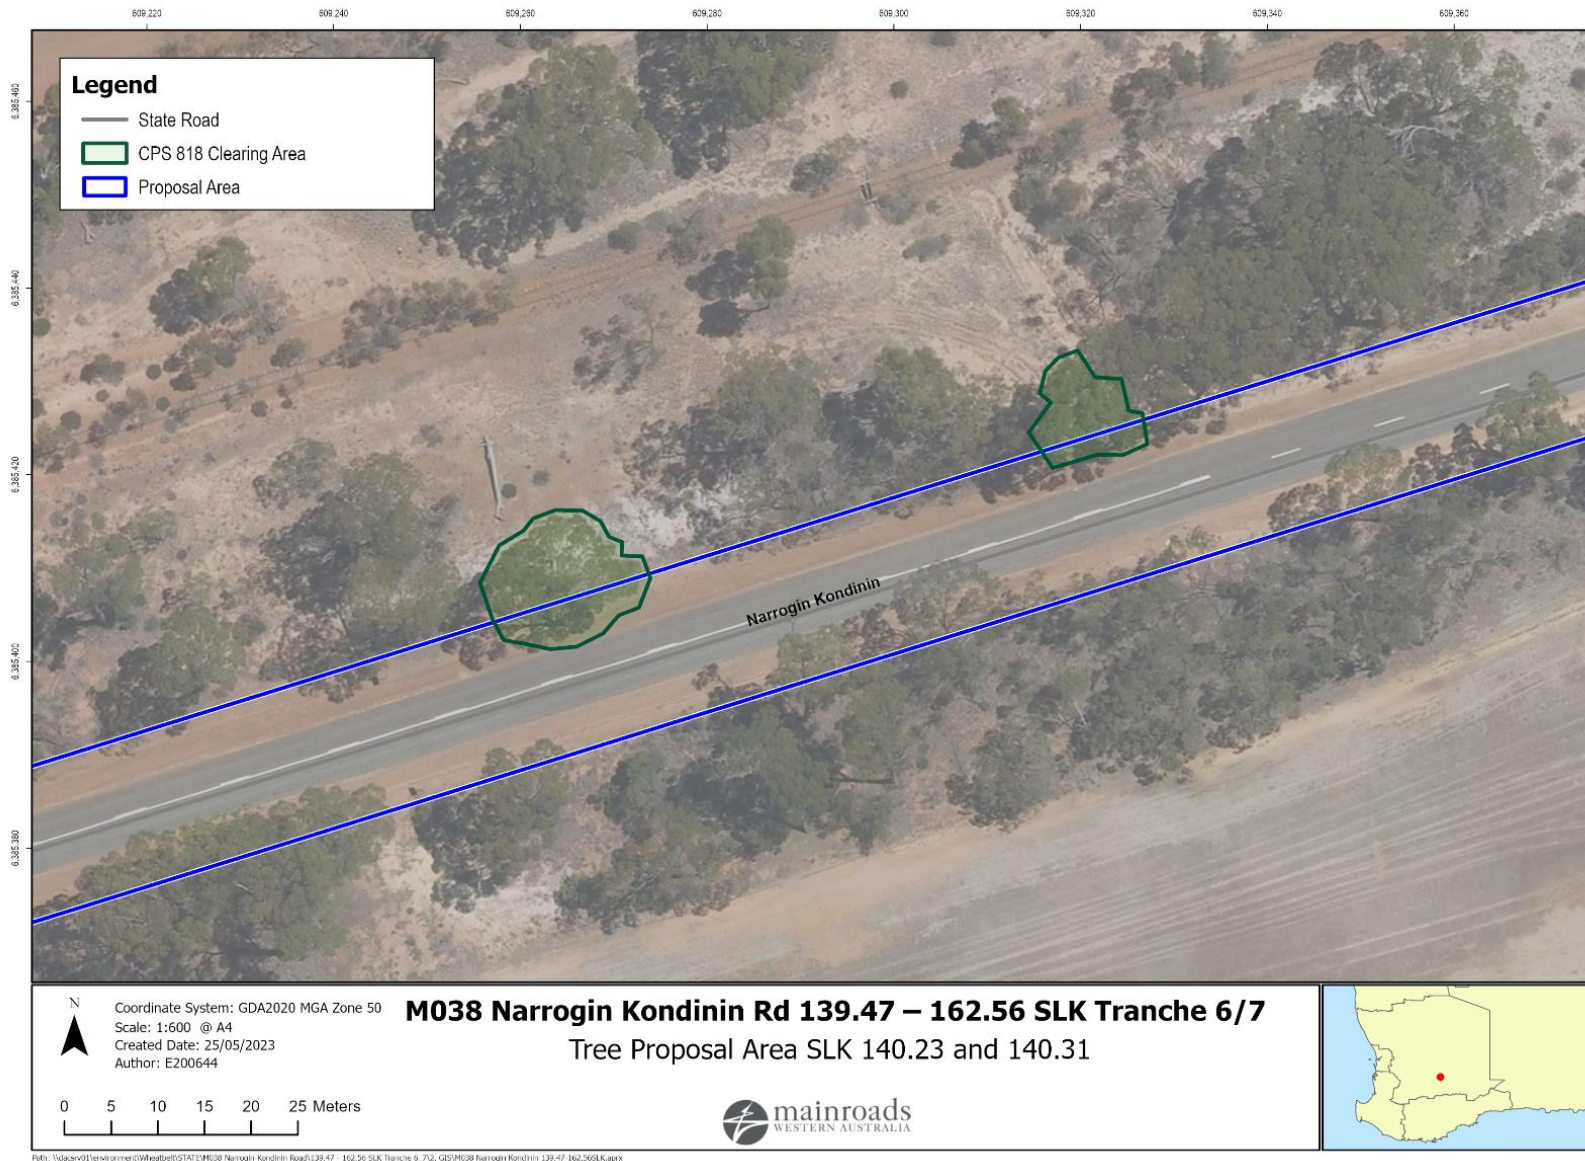 609,220 609,240 609,260 609,280 609,300 609,320 609,340 609,360
6,385,460
6,385,440
6,385,420
6,385,400
6,385,380
Legend
State Road
CPS 818 Clearing Area
Proposal Area
Narrogin Kondinin
N
Coordinate System: GDA2020 MGA Zone 50
Scale: 1:600 @ A4
Created Date: 25/05/2023
Author: E200644
0 5 10 15 20 25 Meters
M038 Narrogin Kondinin Rd 139.47 – 162.56 SLK Tranche 6/7
Tree Proposal Area SLK 140.23 and 140.31
mainroads
WESTERN AUSTRALIA